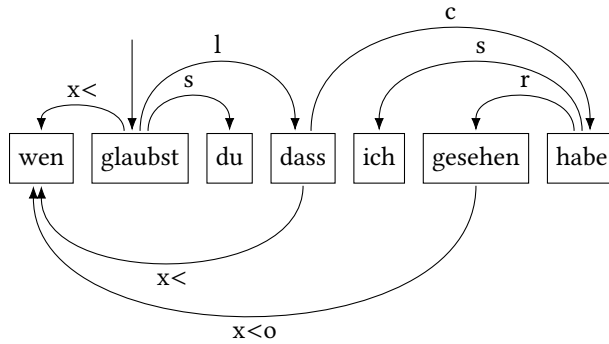 c
l
s
s
r
x<
wen glaubst du dass ich gesehen habe
x<
x<o